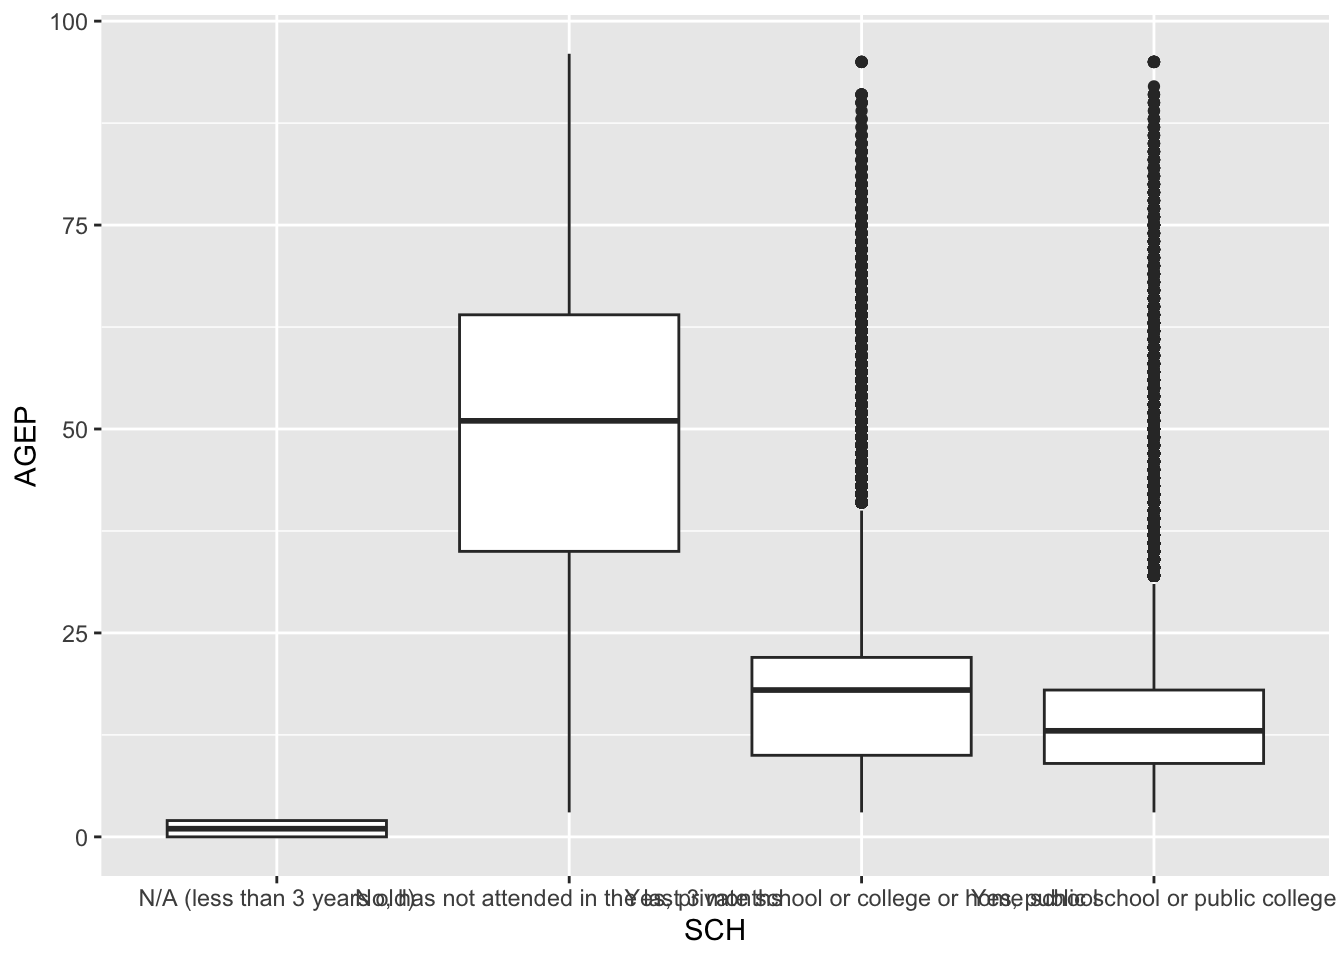 100
75
50
25
0
AGEP
N/A (less than 3 years old)
No, has not attended in the last 3 months
Yes, private school or college or home school
Yes, public school or public college
SCH